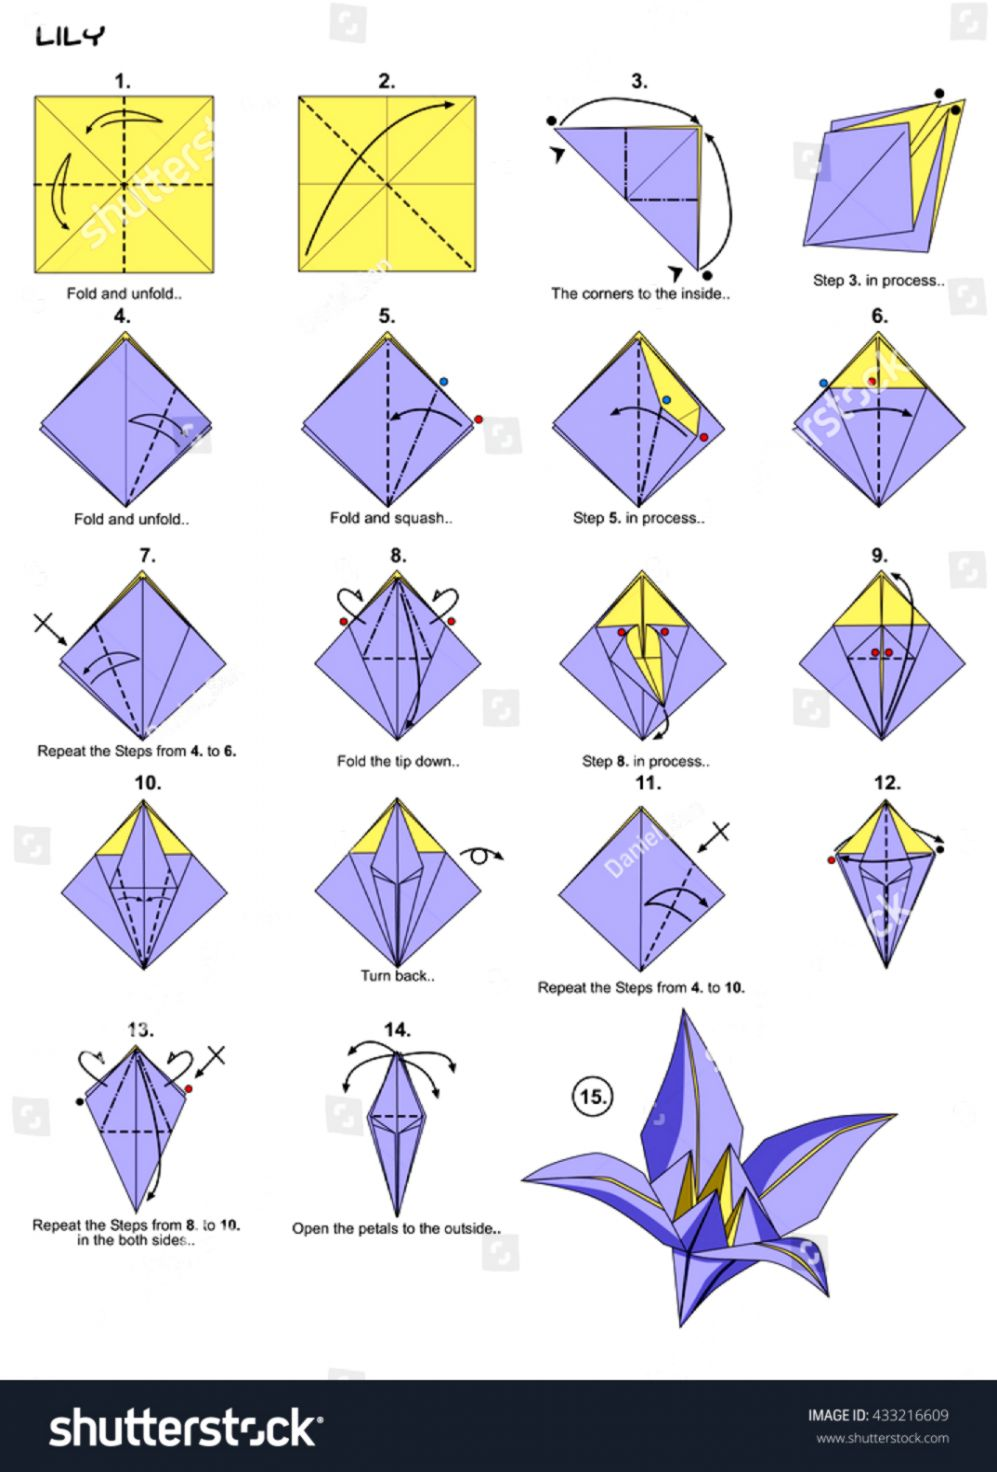 LILY
1.
2.
3.
Fold and unfold..
The corners to the inside..
Step 3. in process..
4.
5.
6.
Fold and unfold..
Fold and squash..
Step 5. in process..
7.
8.
9.
Repeat the Steps from 4. to 6.
Fold the tip down..
Step 8. in process..
10.
11.
12.
Turn back..
Repeat the Steps from 4. to 10.
13.
14.
15.
Repeat the Steps from 8. to 10.
in the both sides..
Open the petals to the outside..
shutterstock
IMAGE ID: 433216609
www.shutterstock.com